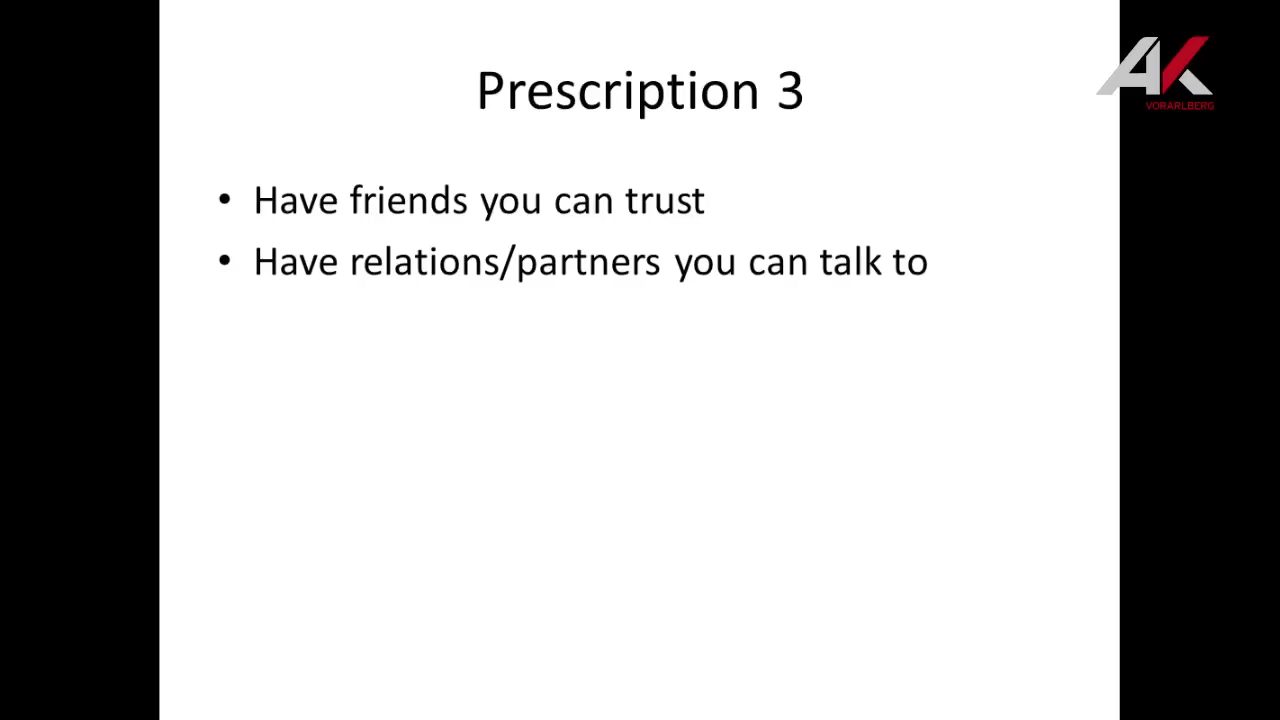 Prescription 3
AK
VORARLBERG
• Have friends you can trust
• Have relations/partners you can talk to